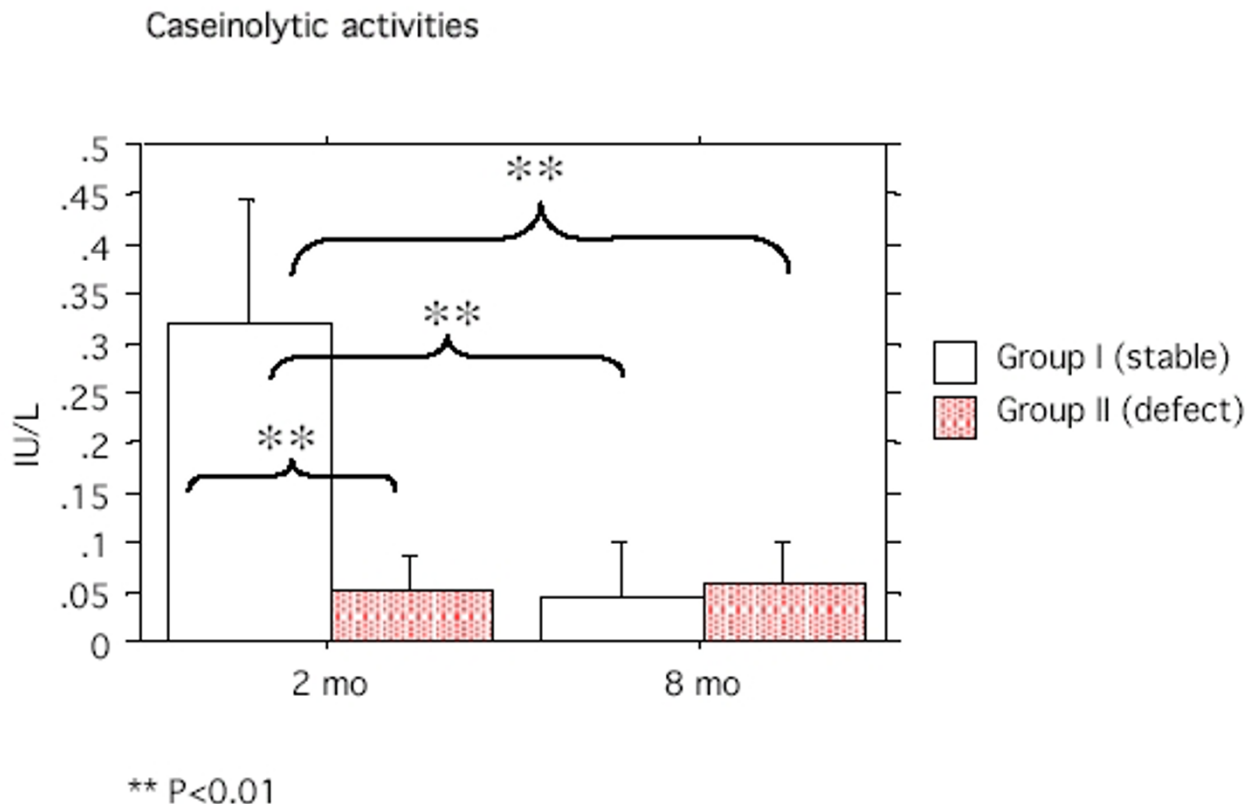 Caseinolytic activities
.5
.45
.4
.35
.3
.25
.2
.15
.1
.05
0
IU/L
**
**
**
2 mo
8 mo
Group I (stable)
Group II (defect)
** P<0.01